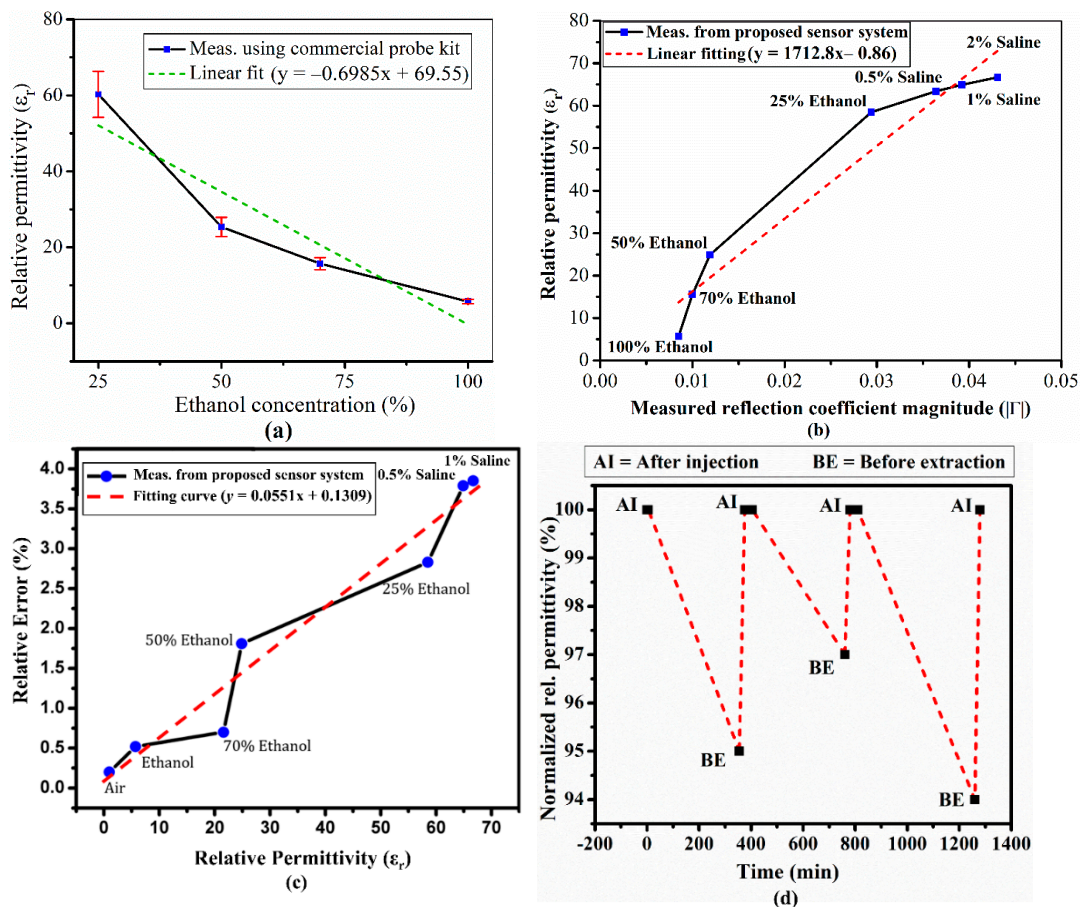 Relative permittivity (εr)
80
60
40
20
0
Meas. using commercial probe kit
Linear fit (y = –0.6985x + 69.55)
25
50
75
100
Ethanol concentration (%)
(a)
Relative permittivity (εr)
80
70
60
50
40
30
20
10
0
Meas. from proposed sensor system
Linear fitting (y = 1712.8x– 0.86)
2% Saline
0.5% Saline
1% Saline
25% Ethanol
50% Ethanol
70% Ethanol
100% Ethanol
0.00
0.01
0.02
0.03
0.04
0.05
Measured reflection coefficient magnitude (|Γ|)
(b)
Relative Error (%)
4.0
3.5
3.0
2.5
2.0
1.5
1.0
0.5
0.0
Meas. from proposed sensor system
Fitting curve (y = 0.0551x + 0.1309)
1% Saline
0.5% Saline
25% Ethanol
50% Ethanol
70% Ethanol
Ethanol
Air
0
10
20
30
40
50
60
70
Relative Permittivity (εr)
(c)
AI = After injection BE = Before extraction
Normalized rel. permittivity (%)
100
99
98
97
96
95
94
AI
AI
AI
AI
BE
BE
BE
-200
0
200
400
600
800
1000
1200
1400
Time (min)
(d)